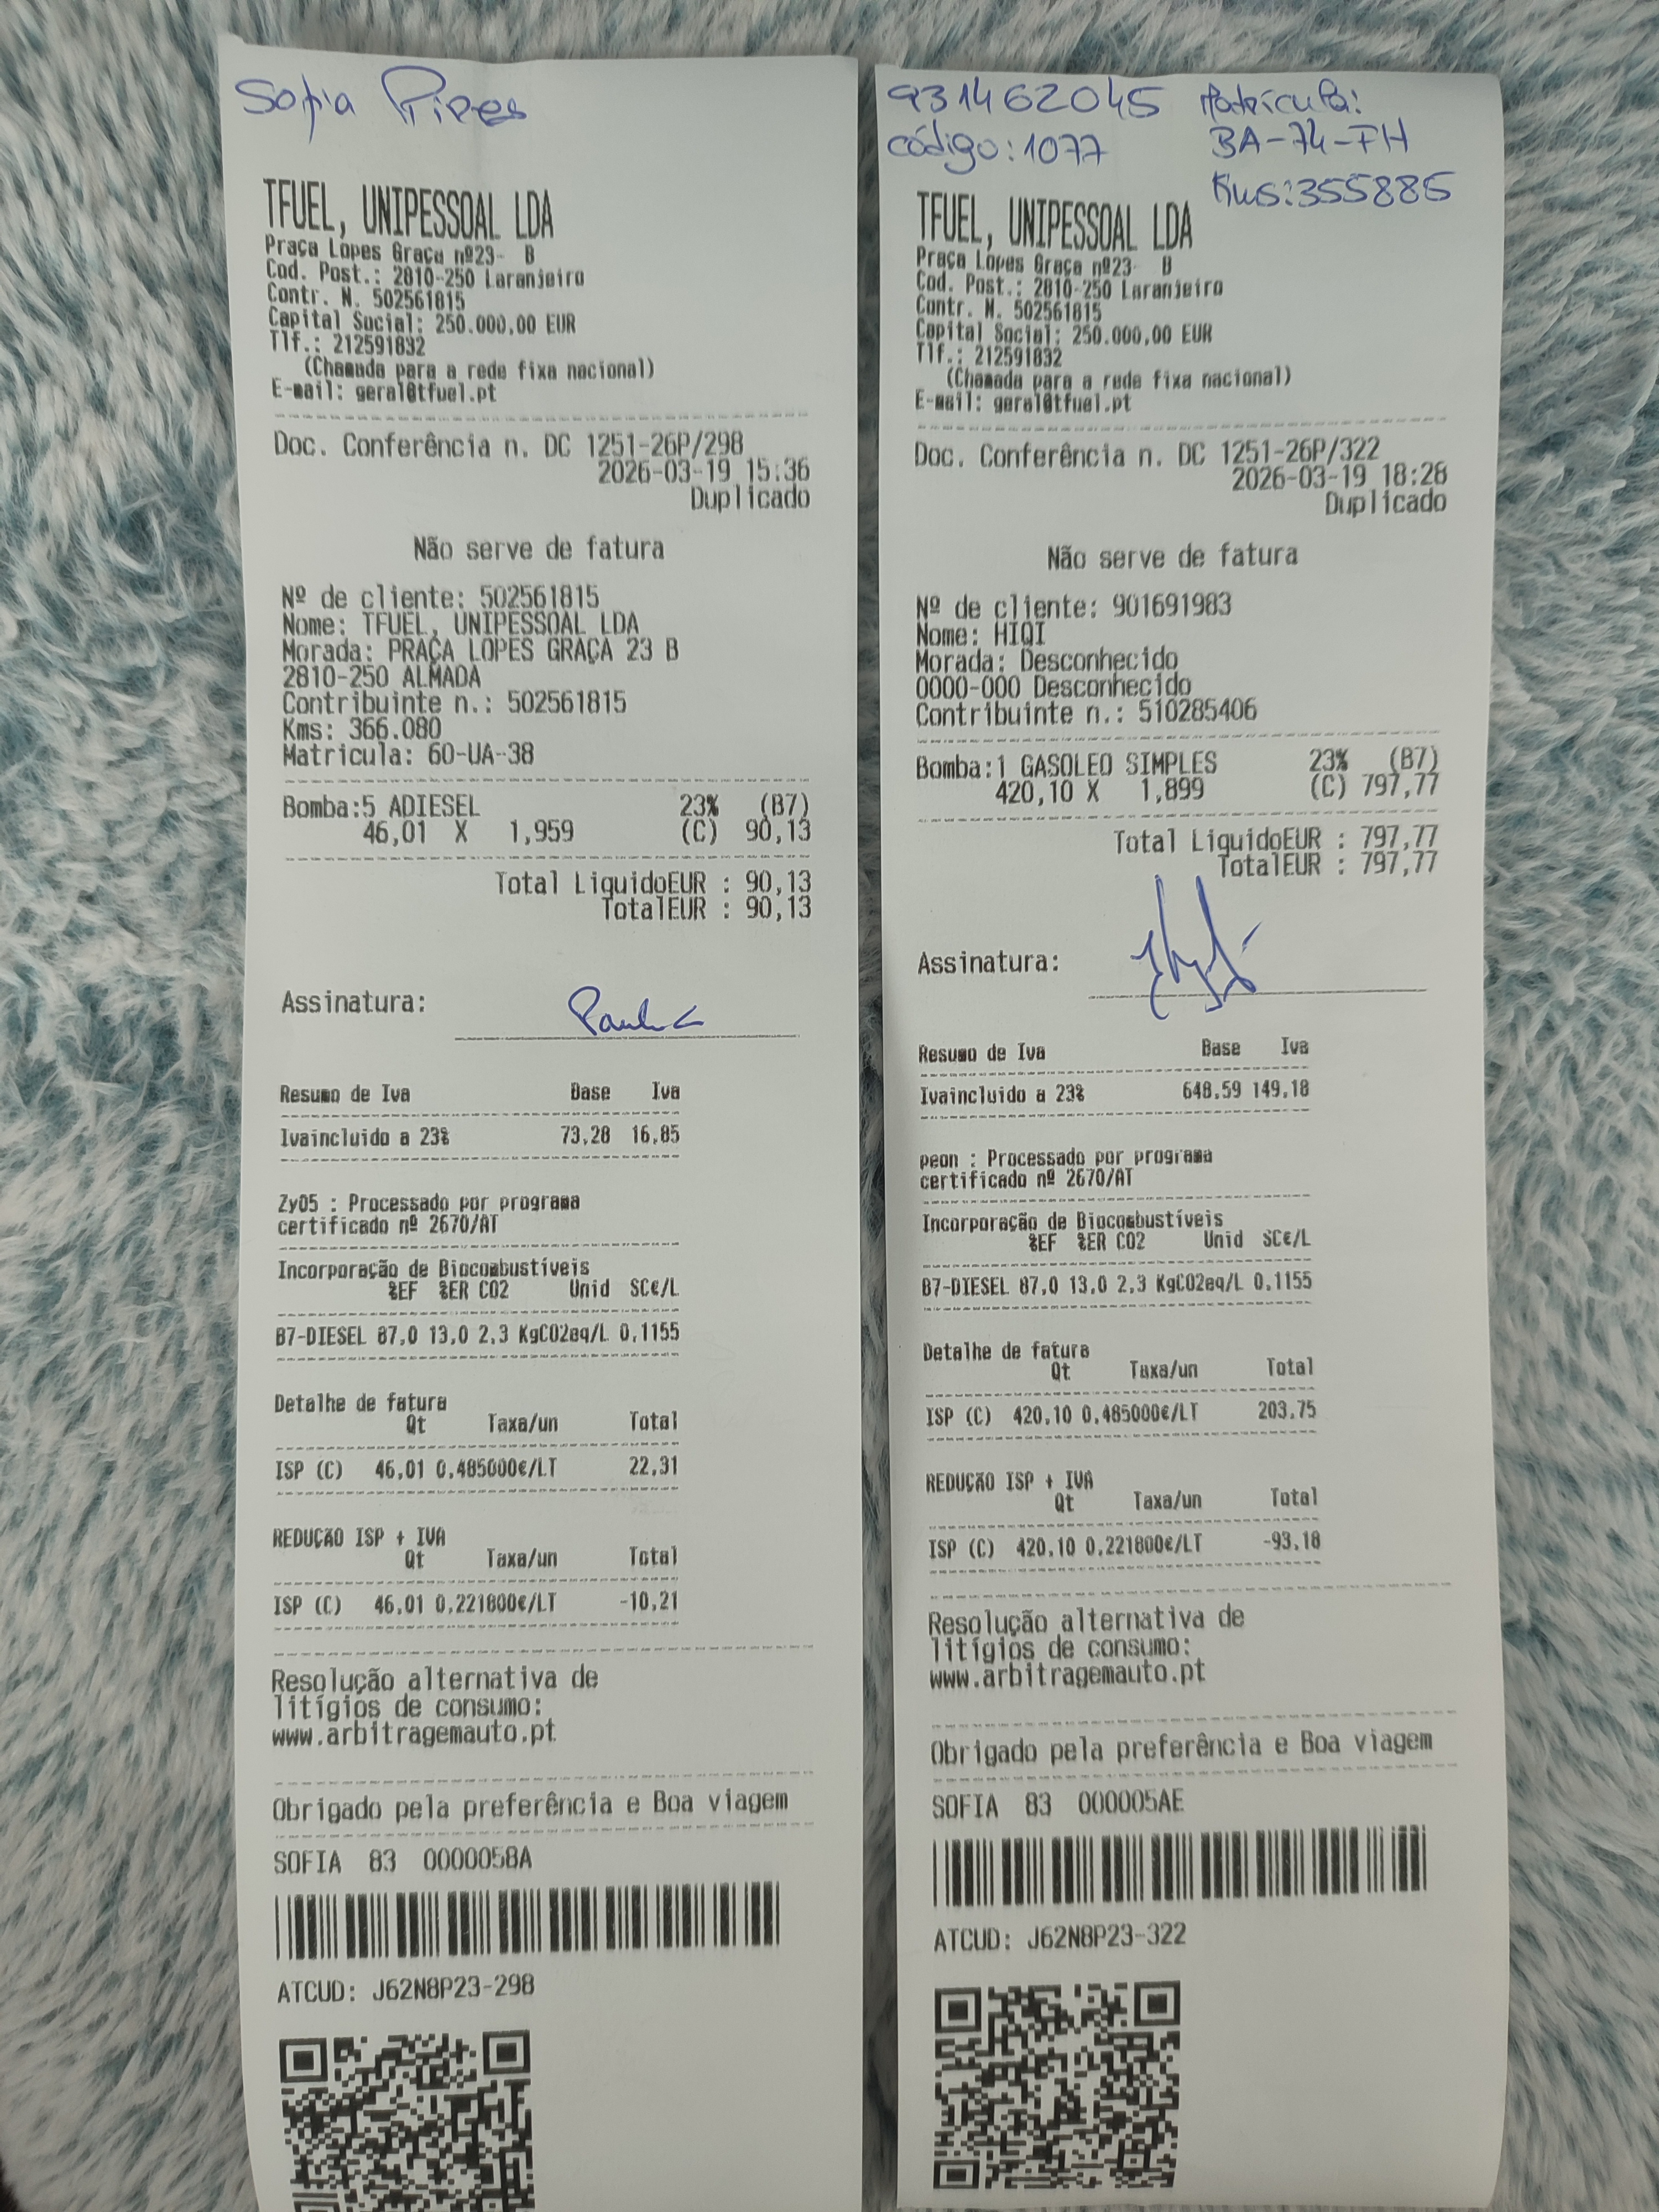 Sofia Pires
TFUEL, UNIPESSOAL LDA
Praça Lopes Graça nº23- B
Cod. Post.: 2810-250 Laranjeiro
Contr. N. 502561815
Capital Social: 250.000,00 EUR
Tlf.: 212591832
(Chamada para a rede fixa nacional)
E-mail: geral@tfuel.pt
Doc. Conferência n. DC 1251-26P/298
2026-03-19 15:36
Duplicado
Não serve de fatura
Nº de cliente: 502561815
Nome: TFUEL, UNIPESSOAL LDA
Morada: PRAÇA LOPES GRAÇA 23 B
2810-250 ALMADA
Contribuinte n.: 502561815
Kms: 366.080
Matricula: 60-UA-38
Bomba:5 ADIESEL 23% (B7)
46,01 X 1,959 (C) 90,13
Total LiquidoEUR : 90,13
TotalEUR : 90,13
Assinatura:
Resumo de Iva Base Iva
Ivaincluido a 23% 73,28 16,85
Zy05 : Processado por programa
certificado nº 2670/AT
Incorporação de Biocombustíveis
%EF %ER CO2 Unid SC€/L
B7-DIESEL 87,0 13,0 2,3 KgCO2eq/L 0,1155
Detalhe de fatura
Qt Taxa/un Total
ISP (C) 46,01 0,485000€/LT 22,31
REDUÇÃO ISP + IVA
Qt Taxa/un Total
ISP (C) 46,01 0,221800€/LT -10,21
Resolução alternativa de
litígios de consumo:
www.arbitragemauto.pt
Obrigado pela preferência e Boa viagem
SOFIA 83 0000058A
ATCUD: J62N8P23-298
931462045 Matrícula:
código: 1077 BA-74-FH
Kms: 355885
TFUEL, UNIPESSOAL LDA
Praça Lopes Graça nº23- B
Cod. Post.: 2810-250 Laranjeiro
Contr. N. 502561815
Capital Social: 250.000,00 EUR
Tlf.: 212591832
(Chamada para a rede fixa nacional)
E-mail: geral@tfuel.pt
Doc. Conferência n. DC 1251-26P/322
2026-03-19 18:28
Duplicado
Não serve de fatura
Nº de cliente: 901691983
Nome: HIQI
Morada: Desconhecido
0000-000 Desconhecido
Contribuinte n.: 510285406
Bomba:1 GASOLEO SIMPLES 23% (B7)
420,10 X 1,899 (C) 797,77
Total LiquidoEUR : 797,77
TotalEUR : 797,77
Assinatura:
Resumo de Iva Base Iva
Ivaincluido a 23% 648,59 149,18
peon : Processado por programa
certificado nº 2670/AT
Incorporação de Biocombustíveis
%EF %ER CO2 Unid SC€/L
B7-DIESEL 87,0 13,0 2,3 KgCO2eq/L 0,1155
Detalhe de fatura
Qt Taxa/un Total
ISP (C) 420,10 0,485000€/LT 203,75
REDUÇÃO ISP + IVA
Qt Taxa/un Total
ISP (C) 420,10 0,221800€/LT -93,18
Resolução alternativa de
litígios de consumo:
www.arbitragemauto.pt
Obrigado pela preferência e Boa viagem
SOFIA 83 000005AE
ATCUD: J62N8P23-322